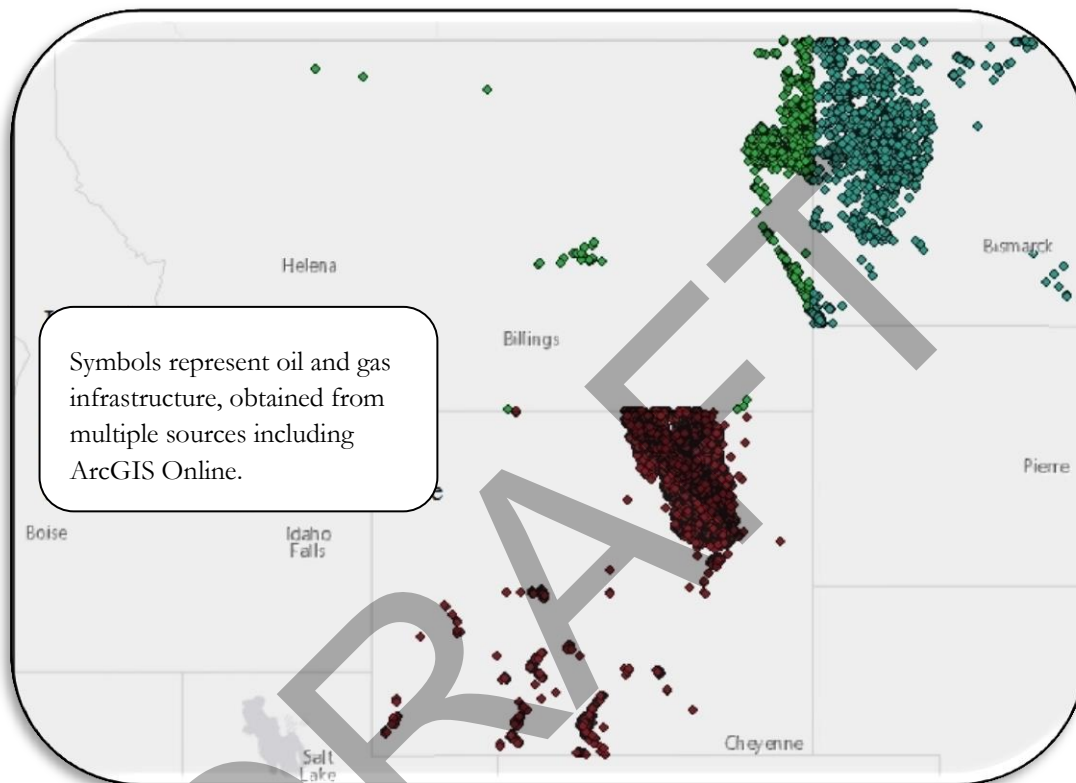 Helena
Bismarck
Billings
Symbols represent oil and gas
infrastructure, obtained from
multiple sources including
ArcGIS Online.
Pierre
Boise
Idaho
Falls
Cheyenne
Salt
Lake
DRAFT